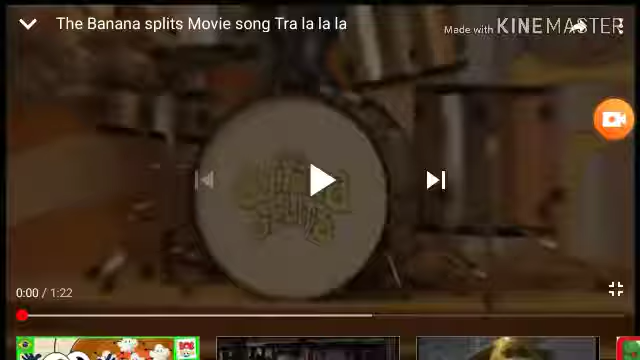 The Banana splits Movie song Tra la la la
Made with KINEMASTER
0:00 / 1:22